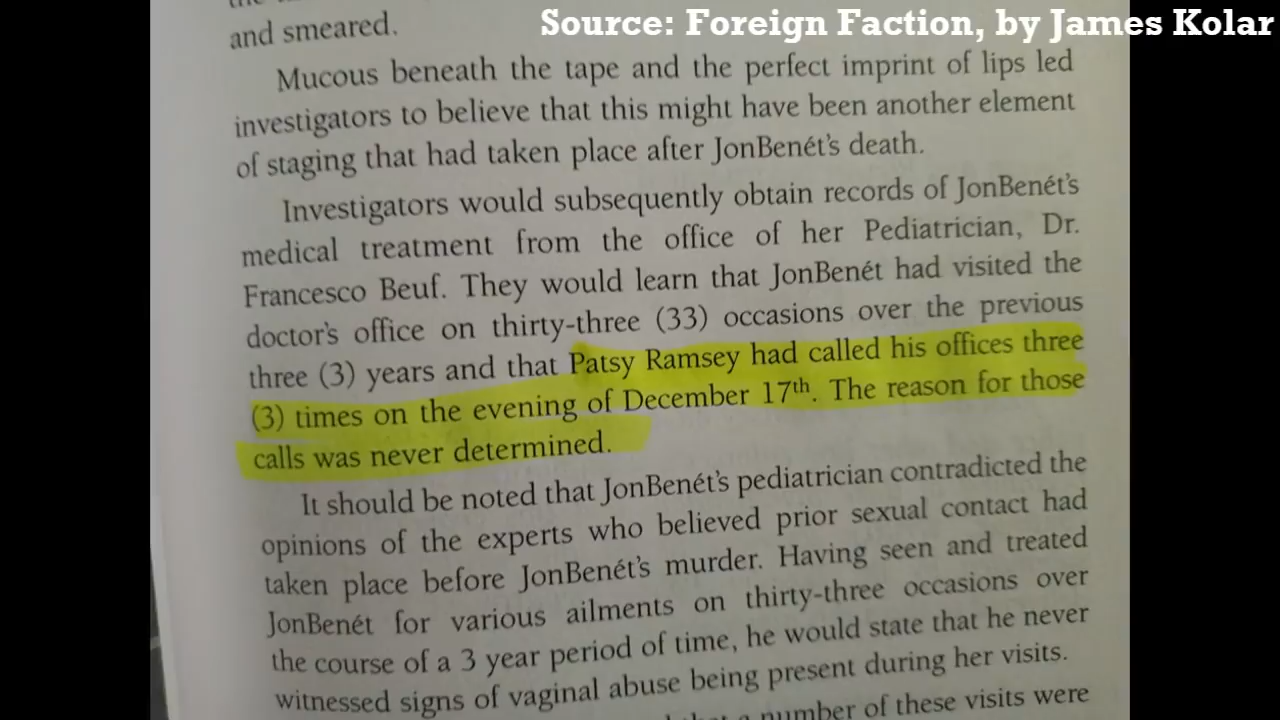 Source: Foreign Faction, by James Kolar
and smeared.
Mucous beneath the tape and the perfect imprint of lips led
investigators to believe that this might have been another element
of staging that had taken place after JonBenét's death.
Investigators would subsequently obtain records of JonBenét's
medical treatment from the office of her Pediatrician, Dr.
Francesco Beuf. They would learn that JonBenét had visited the
doctor's office on thirty-three (33) occasions over the previous
three (3) years and that Patsy Ramsey had called his offices three
(3) times on the evening of December 17th. The reason for those
calls was never determined.
It should be noted that JonBenét's pediatrician contradicted the
opinions of the experts who believed prior sexual contact had
taken place before JonBenét's murder. Having seen and treated
JonBenét for various ailments on thirty-three occasions over
the course of a 3 year period of time, he would state that he never
witnessed signs of vaginal abuse being present during her visits.
a number of these visits were